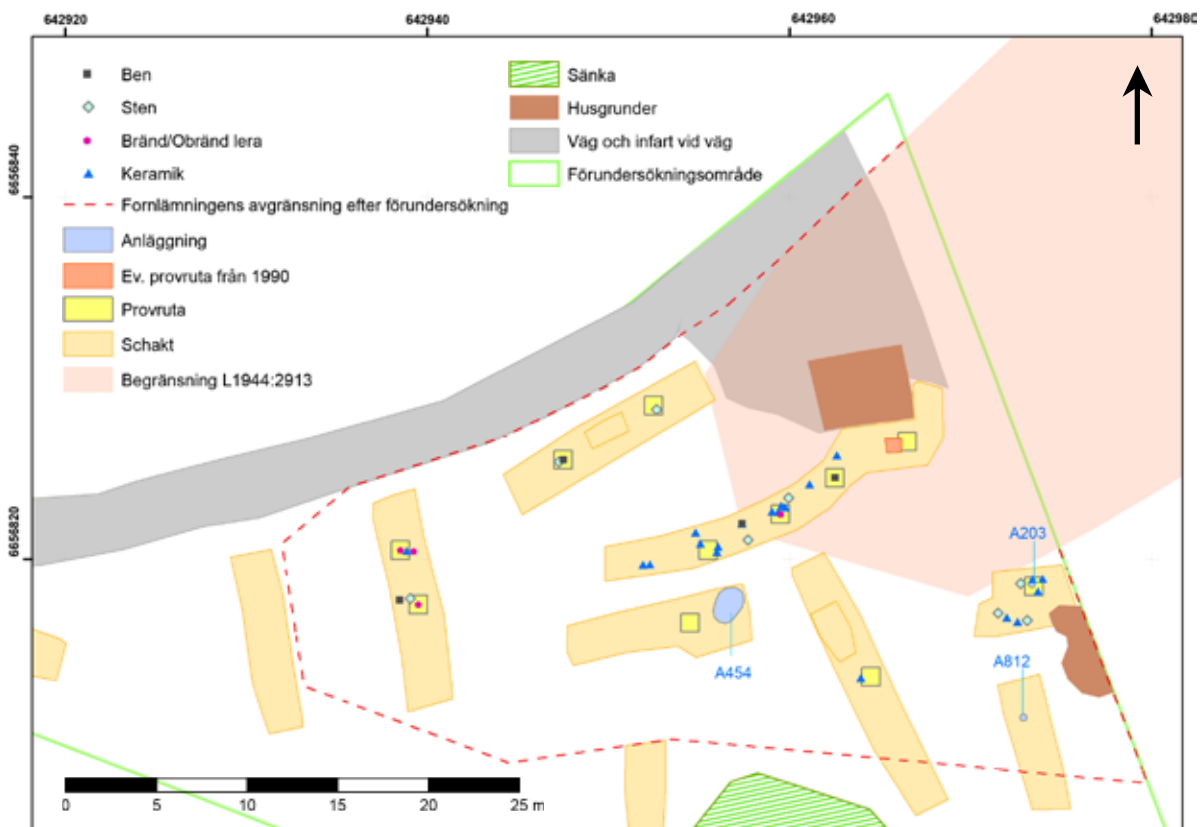 642920 642940 642960 642980
Ben
Sten
Bränd/Obränd lera
Keramik
Fornlämningens avgränsning efter förundersökning
Anläggning
Ev. provruta från 1990
Provruta
Schakt
Begränsning L1944:2913
Sänka
Husgrunder
Väg och infart vid väg
Förundersökningsområde
6656840
6656820
A203
A454
A812
0 5 10 15 20 25 m